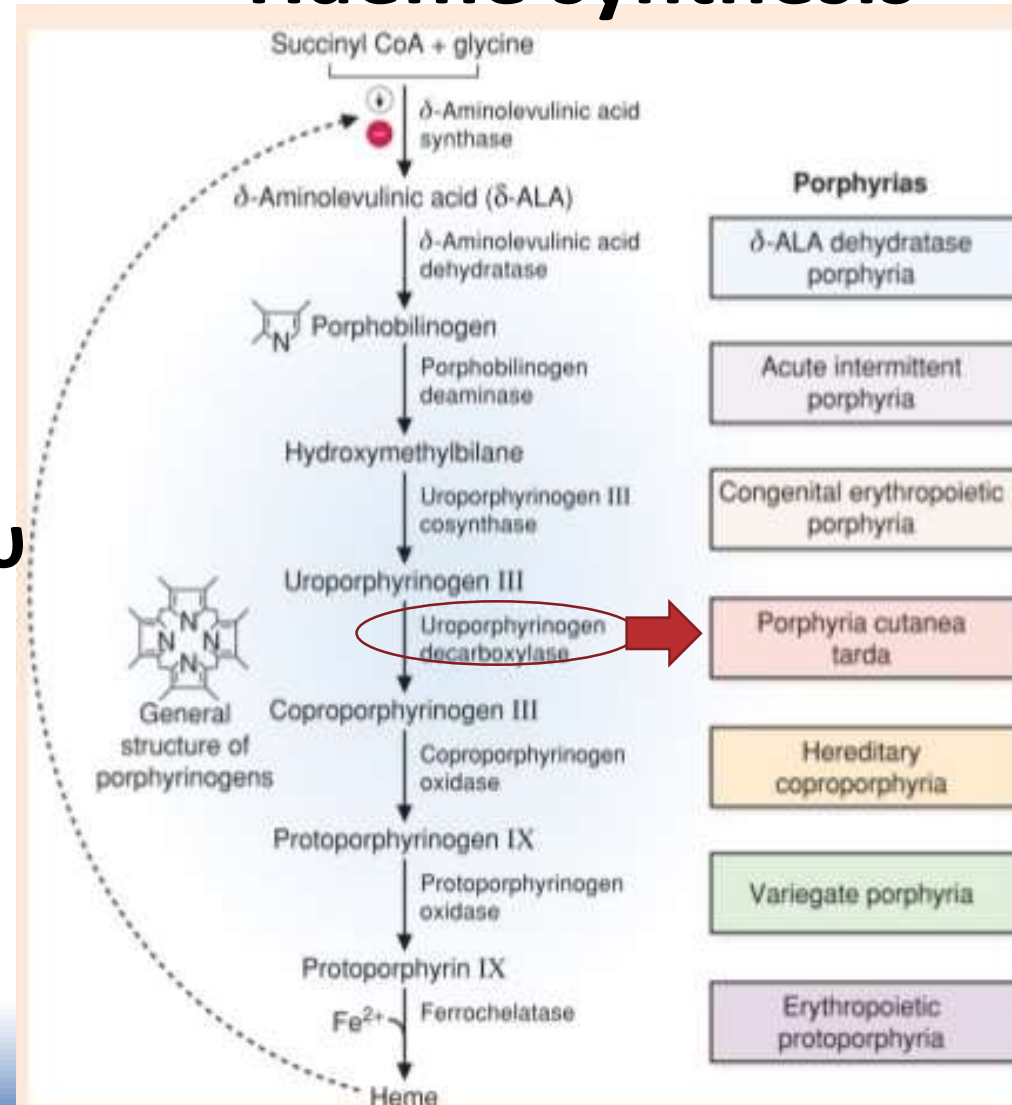 Haeme synthesis
Succinyl CoA + glycine
δ-Aminolevulinic acid
synthase
δ-Aminolevulinic acid (δ-ALA)
δ-Aminolevulinic acid
dehydratase
N
Porphobilinogen
Porphobilinogen
deaminase
Hydroxymethylbilane
Uroporphyrinogen III
cosynthase
Uroporphyrinogen III
Uroporphyrinogen
decarboxylase
N
N N
N
General
structure of
porphyrinogens
Coproporphyrinogen III
Coproporphyrinogen
oxidase
Protoporphyrinogen IX
Protoporphyrinogen
oxidase
Protoporphyrin IX
Fe2+
Ferrochelatase
Heme
Porphyrias
δ-ALA dehydratase
porphyria
Acute intermittent
porphyria
Congenital erythropoietic
porphyria
Porphyria cutanea
tarda
Hereditary
coproporphyria
Variegate porphyria
Erythropoietic
protoporphyria